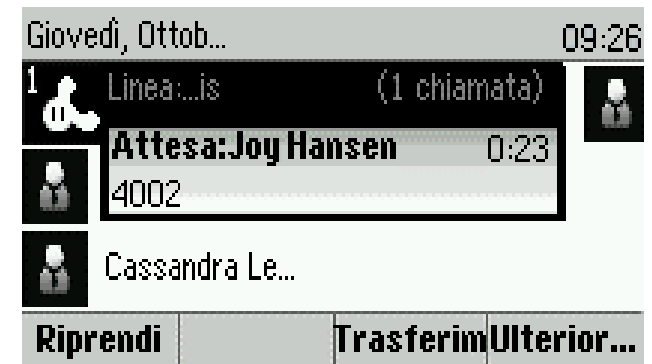 Giovedì, Ottob... 09:26
1 Linea:...is (1 chiamata)
Attesa:Joy Hansen 0:23
4002
Cassandra Le...
Riprendi Trasferim Ulterior...